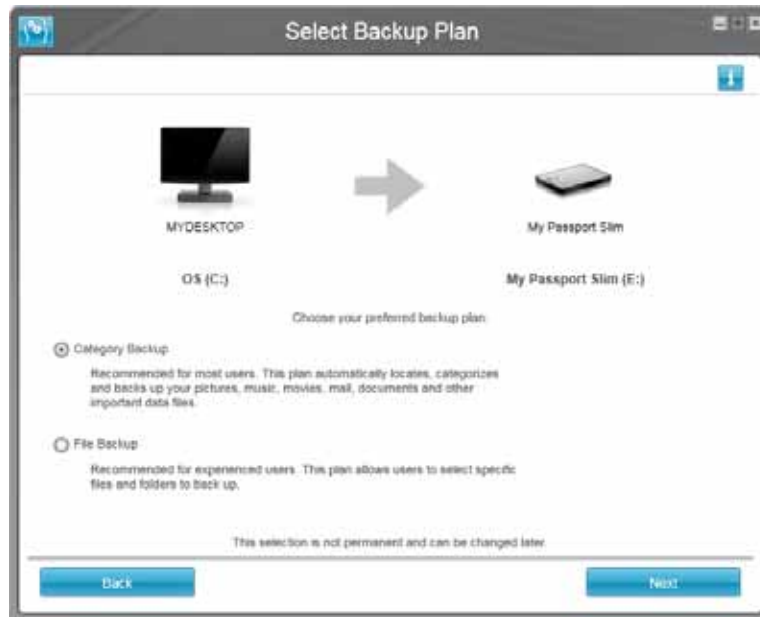 Select Backup Plan
MYDESKTOP
My Passport Slim
OS (C:)
My Passport Slim (E:)
Choose your preferred backup plan
Category Backup
Recommended for most users. This plan automatically locates, categorizes
and backs up your pictures, music, movies, mail, documents and other
important data files.
File Backup
Recommended for experienced users. This plan allows users to select specific
files and folders to back up.
This selection is not permanent and can be changed later.
Back
Next